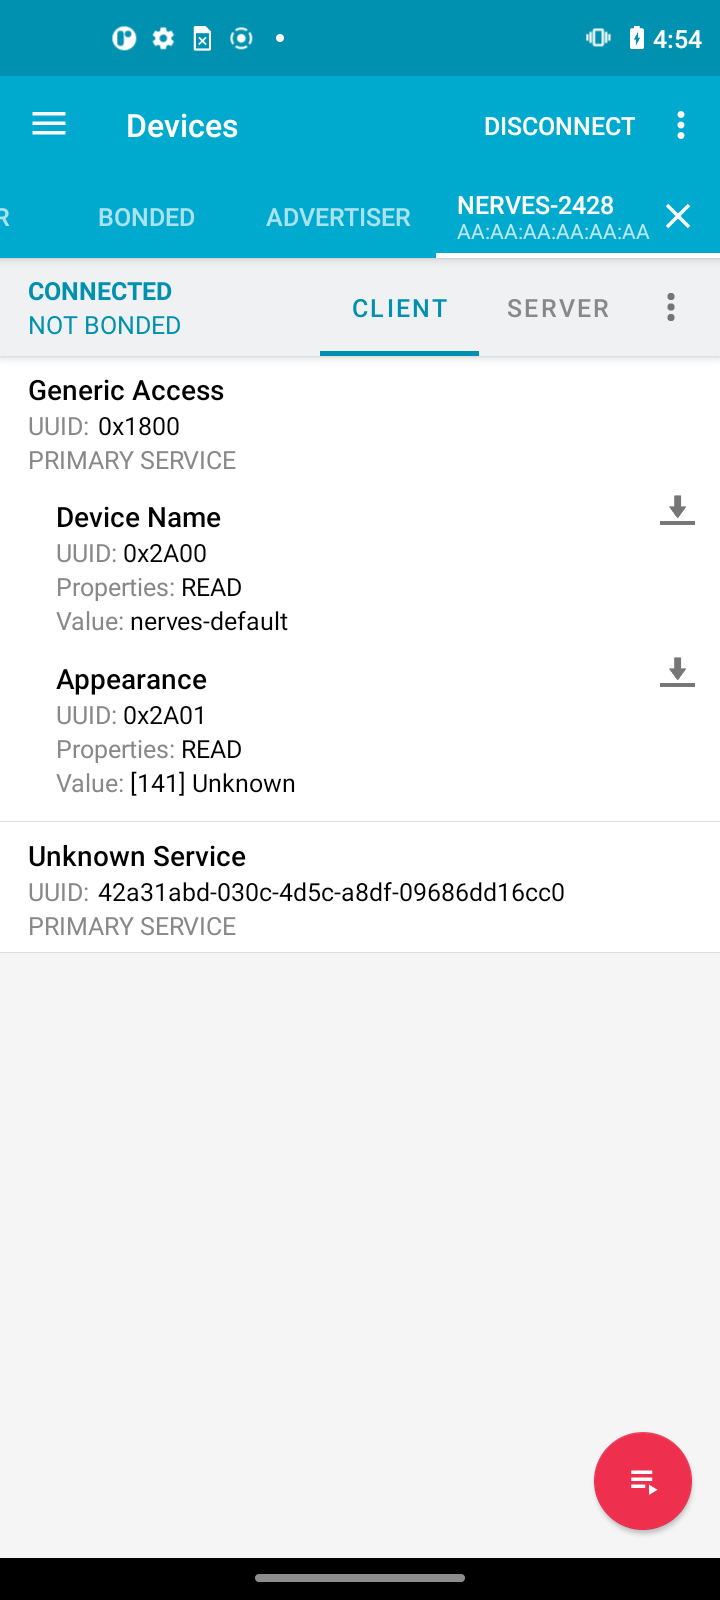 4:54
Devices
DISCONNECT
R
BONDED
ADVERTISER
NERVES-2428
AA:AA:AA:AA:AA:AA
CONNECTED
NOT BONDED
CLIENT
SERVER
Generic Access
UUID: 0x1800
PRIMARY SERVICE
Device Name
UUID: 0x2A00
Properties: READ
Value: nerves-default
Appearance
UUID: 0x2A01
Properties: READ
Value: [141] Unknown
Unknown Service
UUID: 42a31abd-030c-4d5c-a8df-09686dd16cc0
PRIMARY SERVICE